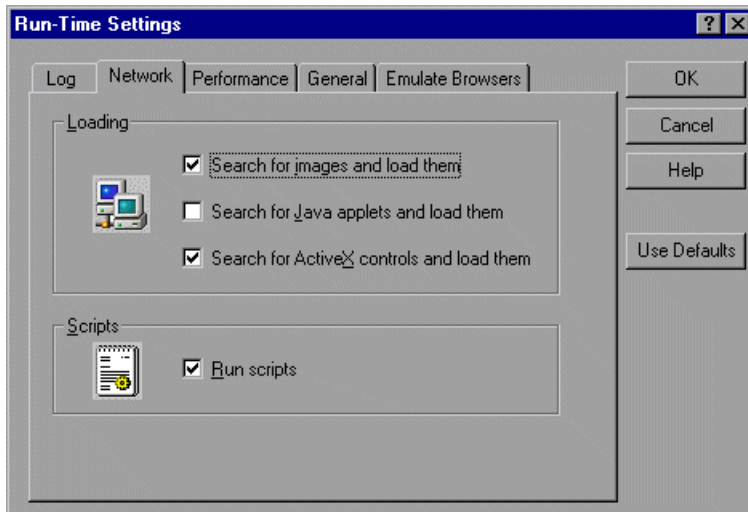 Run-Time Settings
Log Network Performance General Emulate Browsers
OK
Loading
Cancel
Search for images and load them
Help
Search for Java applets and load them
Use Defaults
Search for ActiveX controls and load them
Scripts
Run scripts